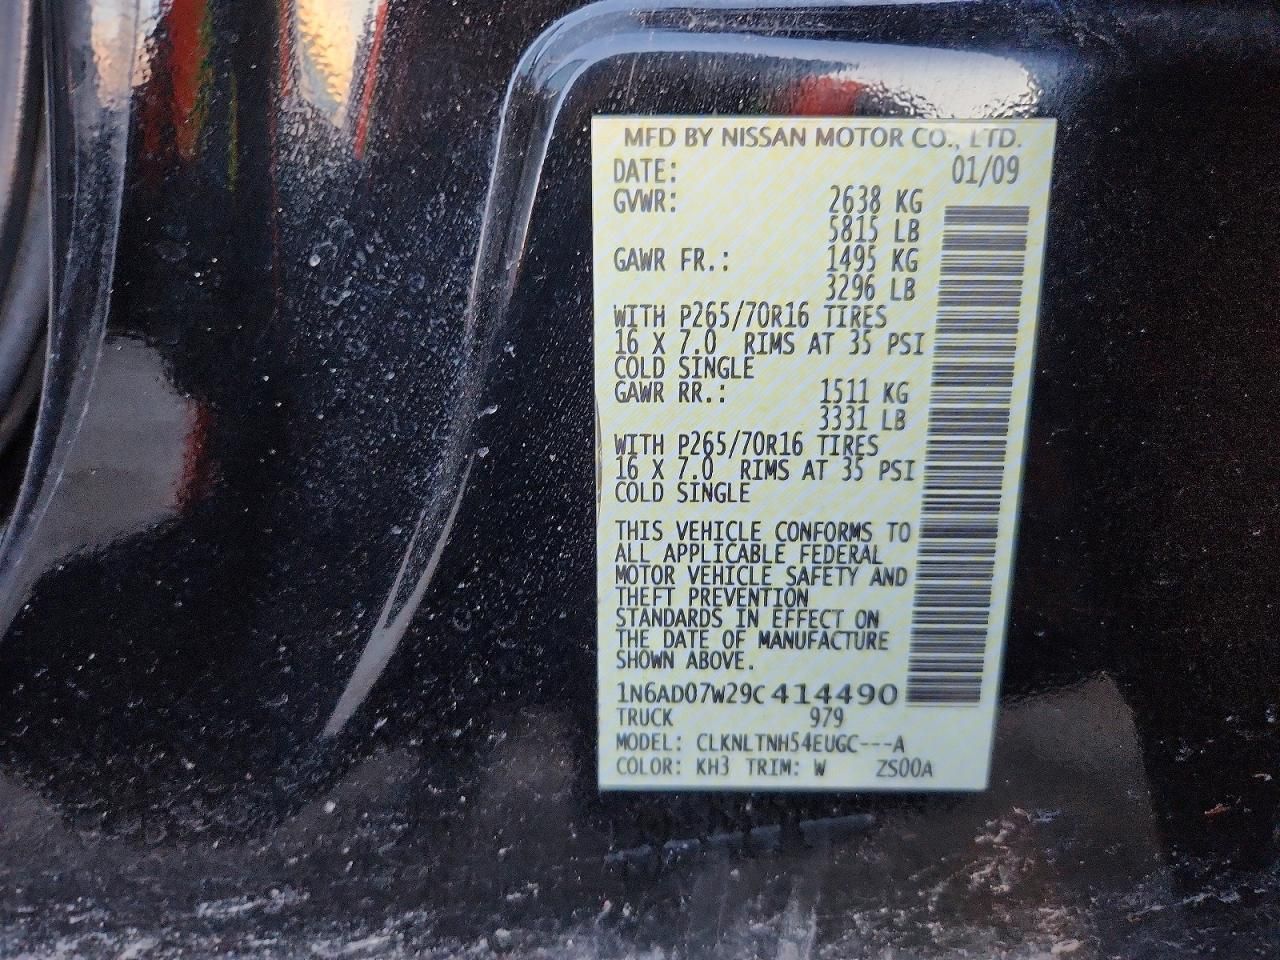 MFD BY NISSAN MOTOR CO., LTD.
DATE: 01/09
GVWR: 2638 KG
5815 LB
GAWR FR.: 1495 KG
3296 LB
WITH P265/70R16 TIRES
16 X 7.0 RIMS AT 35 PSI
COLD SINGLE
GAWR RR.: 1511 KG
3331 LB
WITH P265/70R16 TIRES
16 X 7.0 RIMS AT 35 PSI
COLD SINGLE
THIS VEHICLE CONFORMS TO
ALL APPLICABLE FEDERAL
MOTOR VEHICLE SAFETY AND
THEFT PREVENTION
STANDARDS IN EFFECT ON
THE DATE OF MANUFACTURE
SHOWN ABOVE.
1N6AD07W29C414490
TRUCK 979
MODEL: CLKNLTNH54EUGC---A
COLOR: KH3 TRIM: W ZS00A